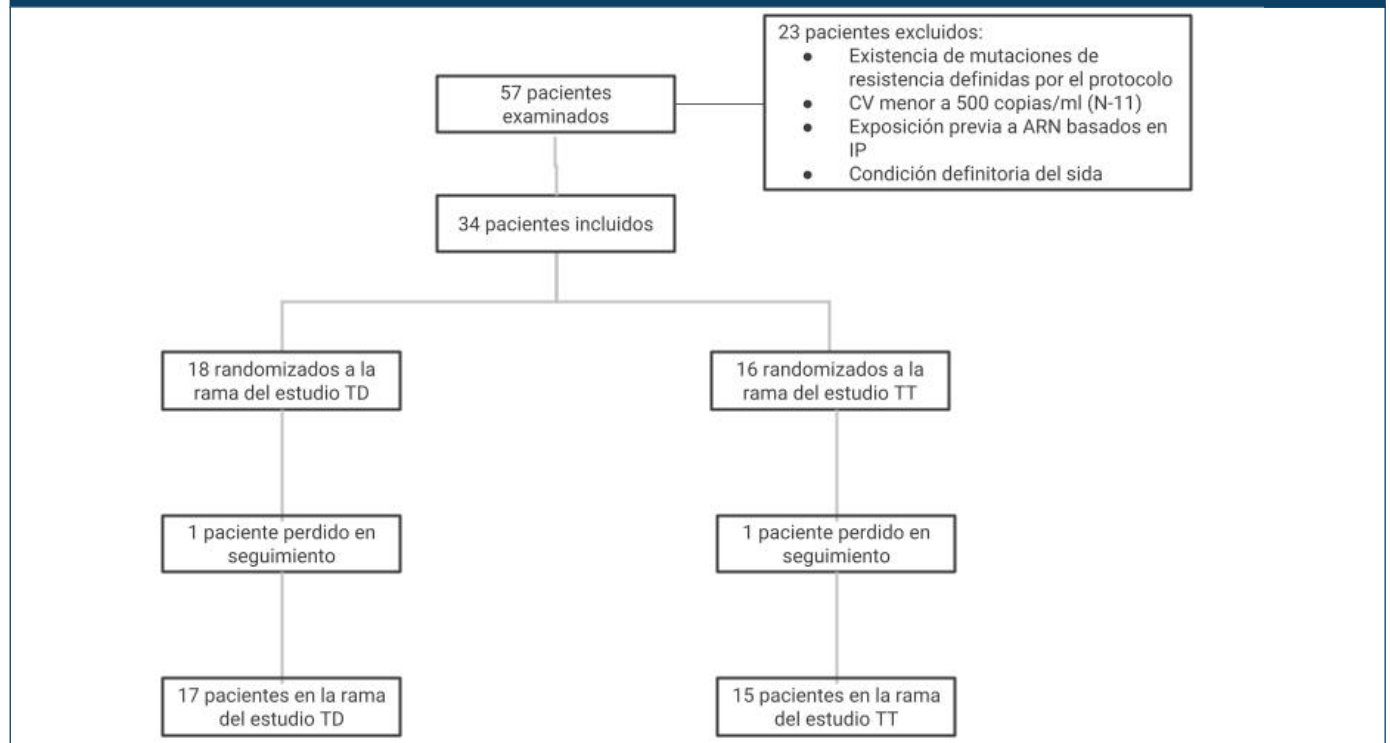 23 pacientes excluidos:
● Existencia de mutaciones de
resistencia definidas por el protocolo
● CV menor a 500 copias/ml (N-11)
● Exposición previa a ARN basados en
IP
● Condición definitoria del sida
57 pacientes
examinados
34 pacientes incluidos
18 randomizados a la
rama del estudio TD
16 randomizados a la
rama del estudio TT
1 paciente perdido en
seguimiento
1 paciente perdido en
seguimiento
17 pacientes en la rama
del estudio TD
15 pacientes en la rama
del estudio TT